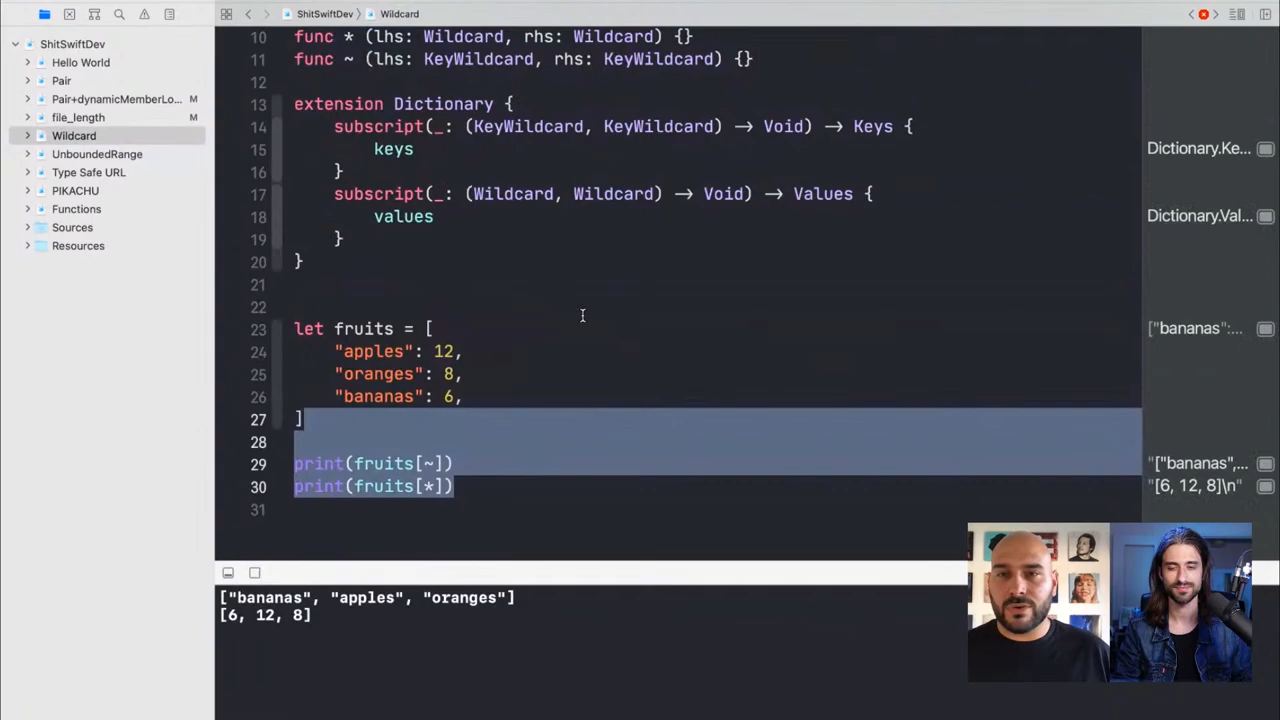 ShitSwiftDev > Wildcard
ShitSwiftDev
Hello World
Pair
Pair+dynamicMemberLo... M
file_length M
Wildcard
UnboundedRange
Type Safe URL
PIKACHU
Functions
Sources
Resources
10 func * (lhs: Wildcard, rhs: Wildcard) {}
11 func ~ (lhs: KeyWildcard, rhs: KeyWildcard) {}
12
13 extension Dictionary {
14 subscript(_: (KeyWildcard, KeyWildcard) -> Void) -> Keys {
15 keys Dictionary.Ke...
16 }
17 subscript(_: (Wildcard, Wildcard) -> Void) -> Values {
18 values Dictionary.Val...
19 }
20 }
21
22
23 let fruits = [ ["bananas":...
24 "apples": 12,
25 "oranges": 8,
26 "bananas": 6,
27 ]
28
29 print(fruits[~]) "["bananas",...
30 print(fruits[*]) "[6, 12, 8]\n"
31
["bananas", "apples", "oranges"]
[6, 12, 8]